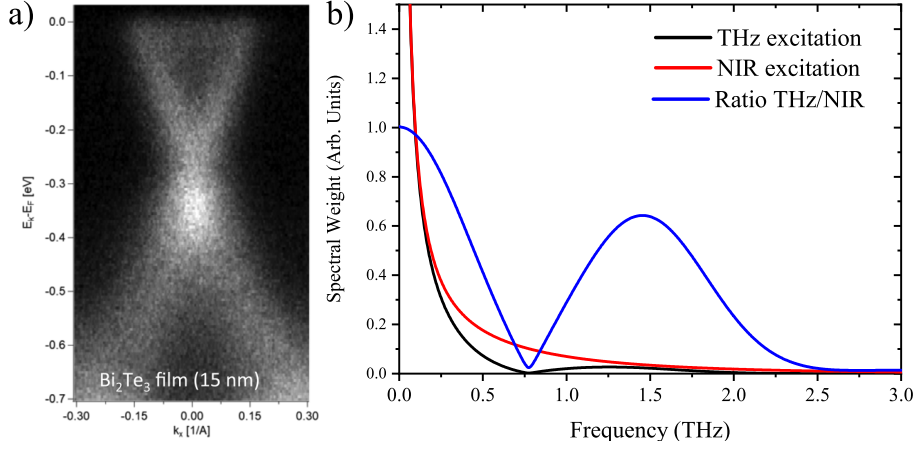 a)
0.0
-0.1
-0.2
-0.3
-0.4
-0.5
-0.6
-0.7
Eₖ-E_F [eV]
Bi₂Te₃ film (15 nm)
-0.30
-0.15
0.00
0.15
0.30
kₓ [1/A]
b)
THz excitation
NIR excitation
Ratio THz/NIR
1.4
1.2
1.0
0.8
0.6
0.4
0.2
0.0
Spectral Weight (Arb. Units)
0.0
0.5
1.0
1.5
2.0
2.5
3.0
Frequency (THz)